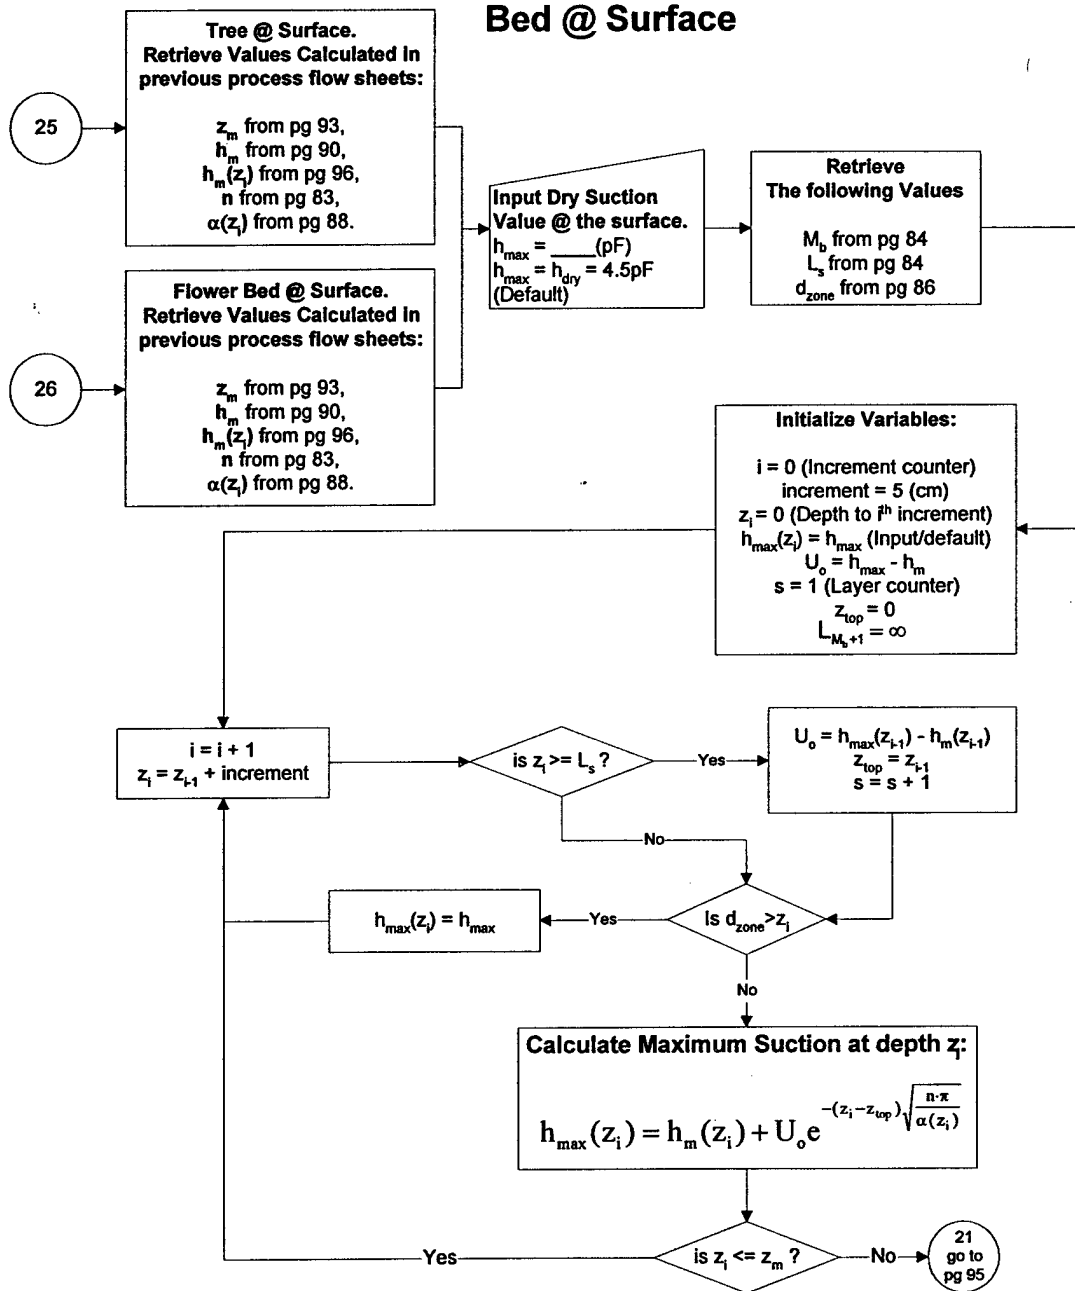 Bed @ Surface
25
Tree @ Surface.
Retrieve Values Calculated in
previous process flow sheets:
z_m from pg 93,
h_m from pg 90,
h_m(z_i) from pg 96,
n from pg 83,
α(z_i) from pg 88.
26
Flower Bed @ Surface.
Retrieve Values Calculated in
previous process flow sheets:
z_m from pg 93,
h_m from pg 90,
h_m(z_i) from pg 96,
n from pg 83,
α(z_i) from pg 88.
Input Dry Suction
Value @ the surface.
h_max = ____(pF)
h_max = h_dry = 4.5pF
(Default)
Retrieve
The following Values
M_b from pg 84
L_s from pg 84
d_zone from pg 86
Initialize Variables:
i = 0 (Increment counter)
increment = 5 (cm)
z_i = 0 (Depth to i^th increment)
h_max(z_i) = h_max (Input/default)
U_o = h_max - h_m
s = 1 (Layer counter)
z_top = 0
L_{M_b+1} = ∞
i = i + 1
z_i = z_{i-1} + increment
is z_i >= L_s ?
Yes
U_o = h_max(z_{i-1}) - h_m(z_{i-1})
z_top = z_{i-1}
s = s + 1
No
Is d_zone>z_i
Yes
h_max(z_i) = h_max
No
Calculate Maximum Suction at depth z_i:
h_max(z_i) = h_m(z_i) + U_o e^{-(z_i-z_top)√(n·π/α(z_i))}
is z_i <= z_m ?
Yes
No
21
go to
pg 95